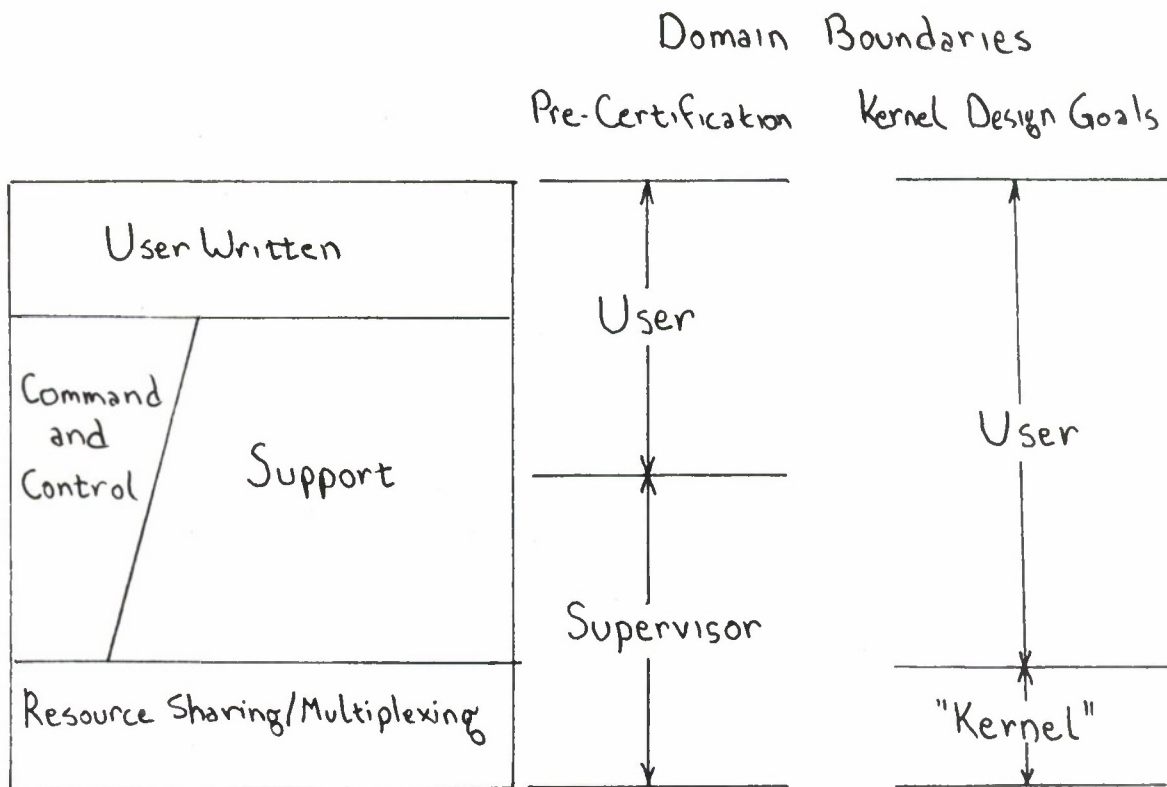 Domain Boundaries
Pre-Certification
Kernel Design Goals
User Written
Command
and
Control
Support
Resource Sharing/Multiplexing
User
Supervisor
User
"Kernel"